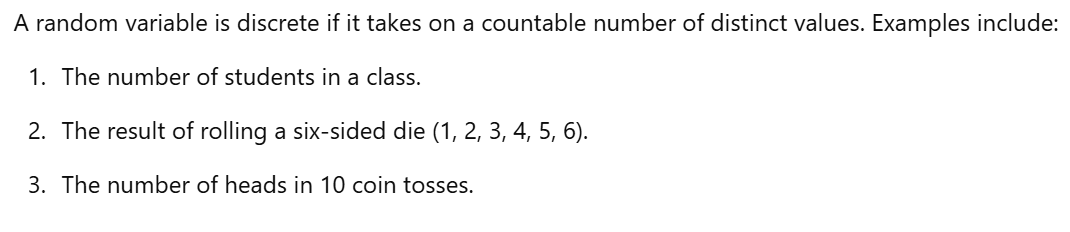 A random variable is discrete if it takes on a countable number of distinct values. Examples include:
1. The number of students in a class.
2. The result of rolling a six-sided die (1, 2, 3, 4, 5, 6).
3. The number of heads in 10 coin tosses.